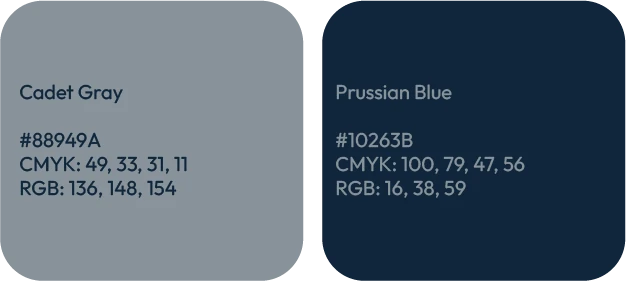 Cadet Gray
#88949A
CMYK: 49, 33, 31, 11
RGB: 136, 148, 154
Prussian Blue
#10263B
CMYK: 100, 79, 47, 56
RGB: 16, 38, 59